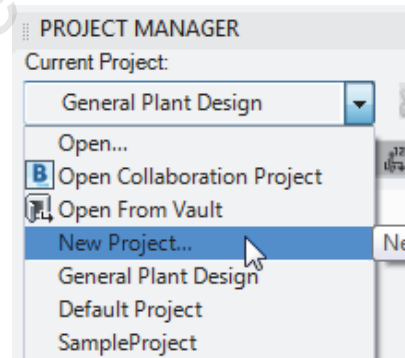 PROJECT MANAGER
Current Project:
General Plant Design
Open...
B Open Collaboration Project
Open From Vault
New Project...
General Plant Design
Default Project
SampleProject